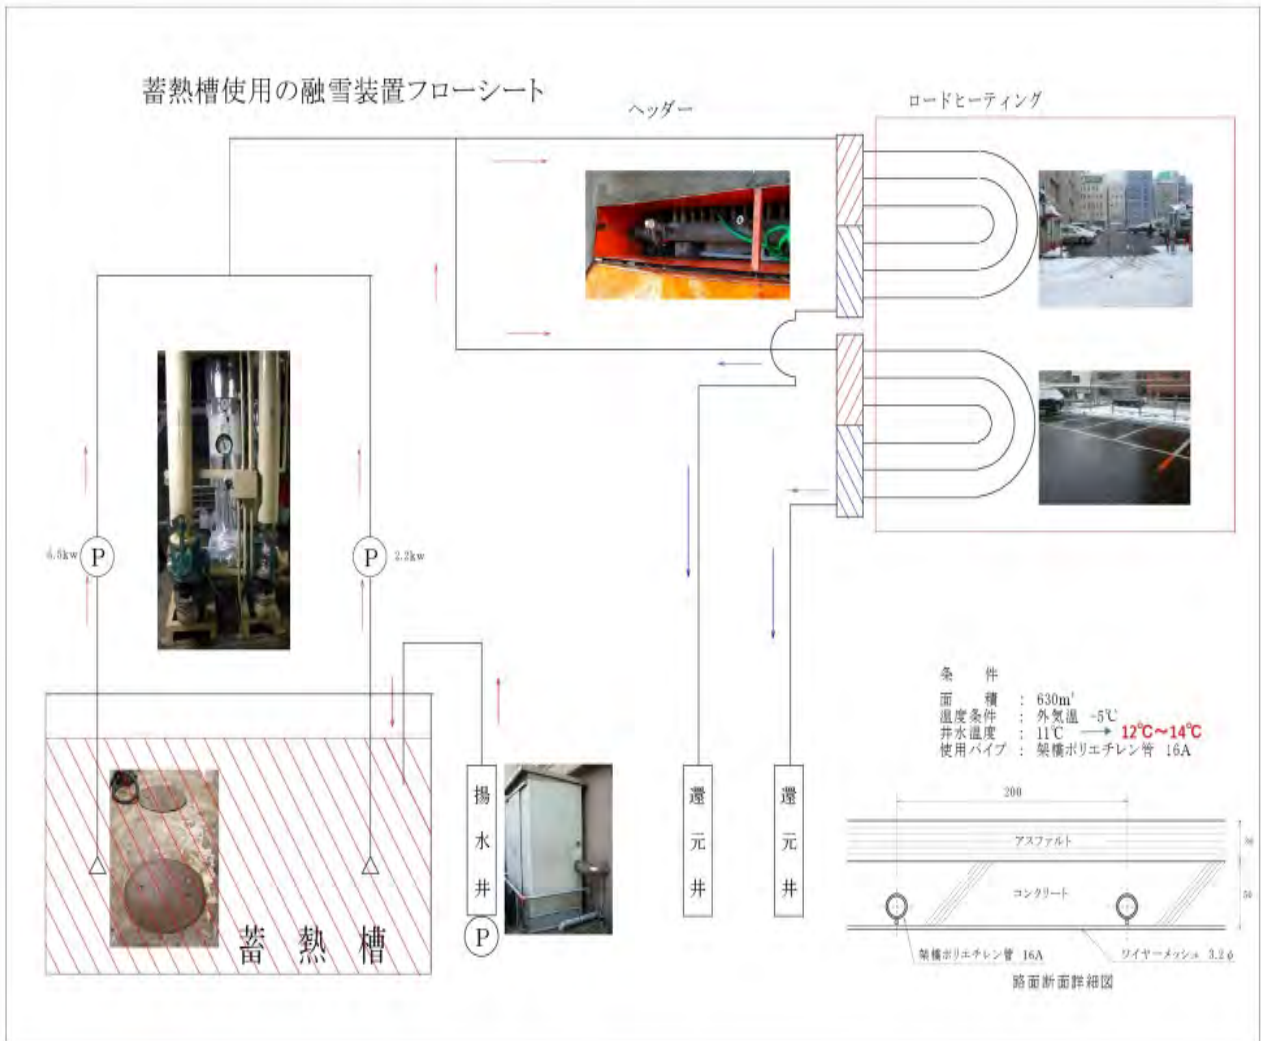 蓄熱槽使用の融雪装置フローシート
ヘッダー
ロードヒーティング
P
P
2.2kw
条 件
面 積 : 630m²
温度条件 : 外気温 -5℃
井水温度 : 11℃ → 12℃～14℃
使用パイプ : 架橋ポリエチレン管 16A
揚水井
還元井
還元井
P
蓄熱槽
200
アスファルト
コンクリート
50
架橋ポリエチレン管 16A
ワイヤーメッシュ 3.2φ
路面断面詳細図